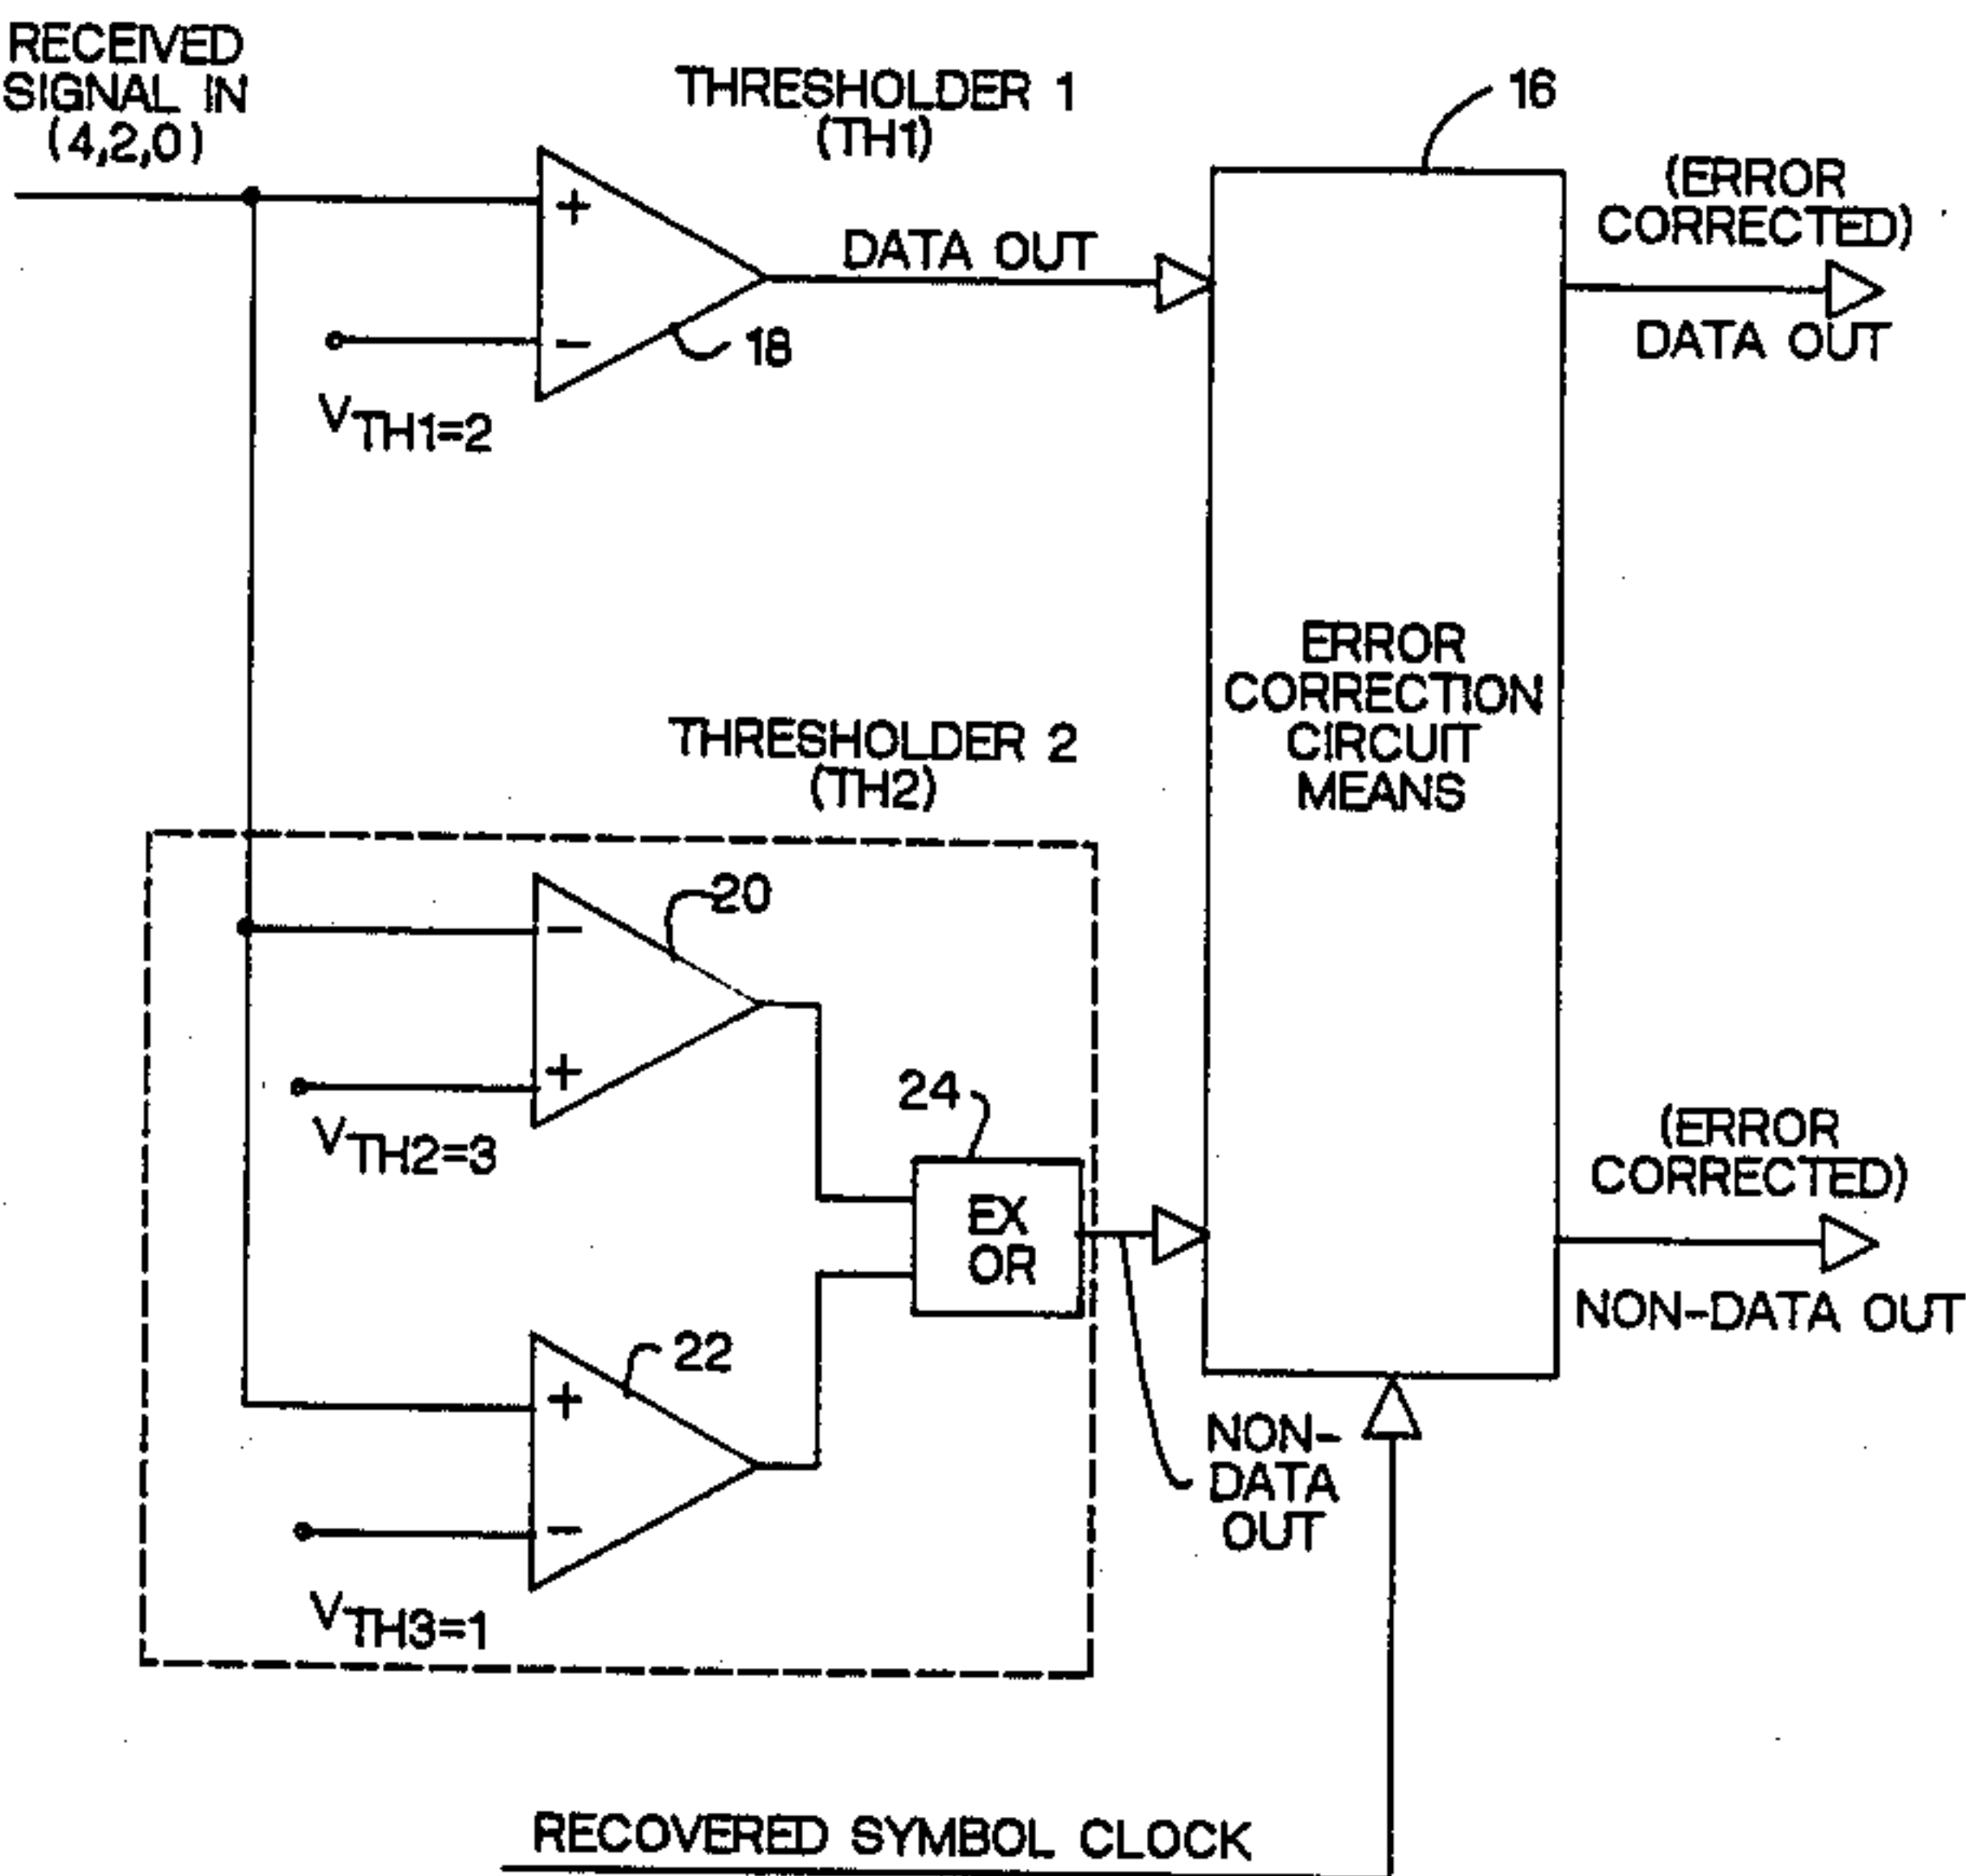 RECEIVED
SIGNAL IN
(4,2,0)
THRESHOLDER 1
(TH1)
16
(ERROR
CORRECTED)
DATA OUT
+
DATA OUT
−
18
VTH1=2
ERROR
CORRECTION
CIRCUIT
MEANS
THRESHOLDER 2
(TH2)
20
−
+
VTH2=3
24
EX
OR
(ERROR
CORRECTED)
NON-DATA OUT
22
+
−
VTH3=1
NON-
DATA
OUT
RECOVERED SYMBOL CLOCK